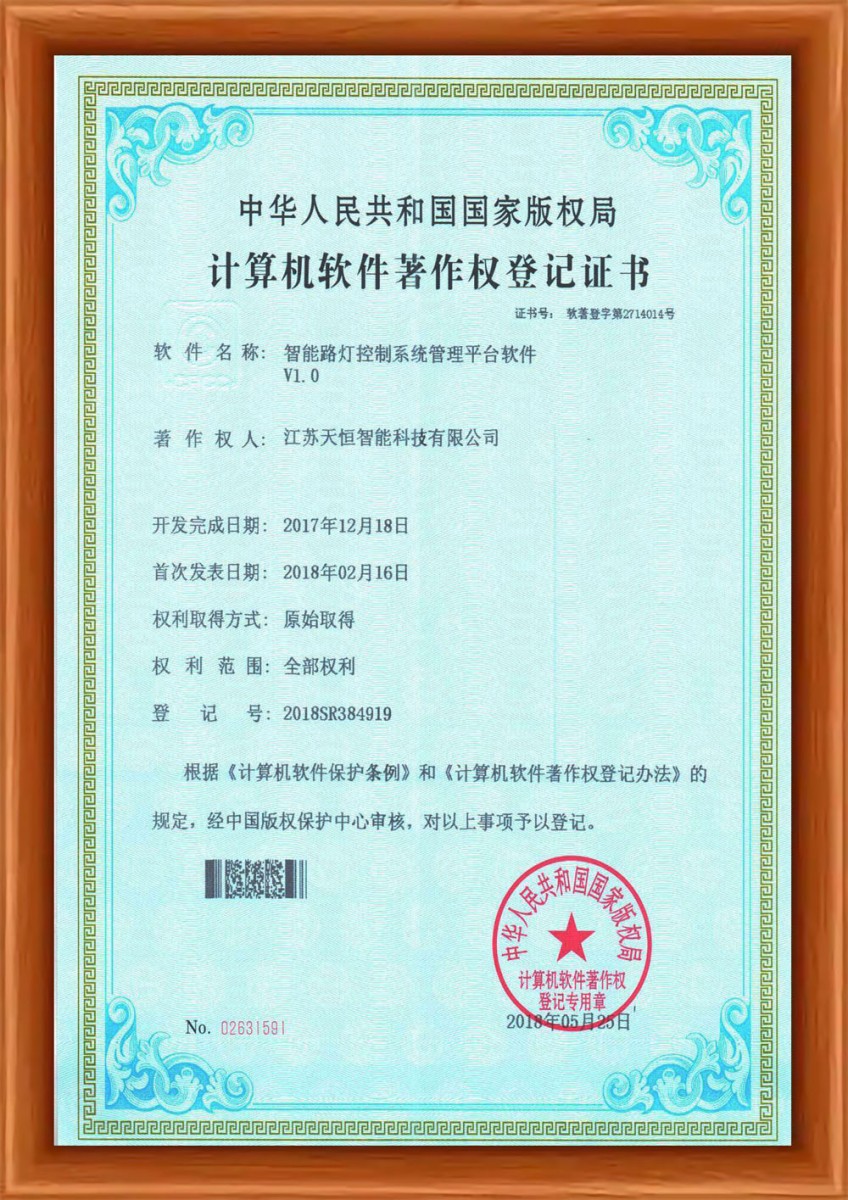 中华人民共和国国家版权局
计算机软件著作权登记证书
证书号： 软著登字第2714014号
软件名称： 智能路灯控制系统管理平台软件
V1.0
著作权人： 江苏天恒智能科技有限公司
开发完成日期： 2017年12月18日
首次发表日期： 2018年02月16日
权利取得方式： 原始取得
权利范围： 全部权利
登记号： 2018SR384919
根据《计算机软件保护条例》和《计算机软件著作权登记办法》的
规定，经中国版权保护中心审核，对以上事项予以登记。
中华人民共和国国家版权局
计算机软件著作权
登记专用章
No. 02631591
2018年05月25日